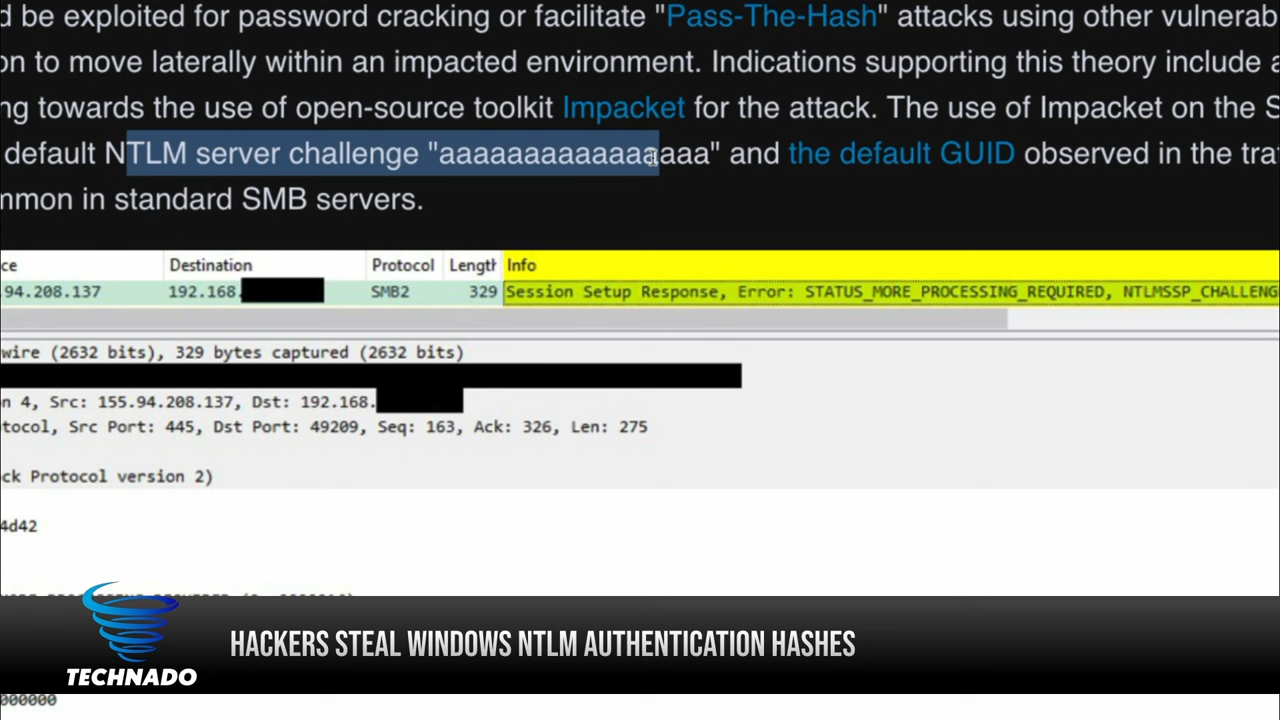 d be exploited for password cracking or facilitate "Pass-The-Hash" attacks using other vulnerab
on to move laterally within an impacted environment. Indications supporting this theory include a
ng towards the use of open-source toolkit Impacket for the attack. The use of Impacket on the S
default NTLM server challenge "aaaaaaaaaaaaaaaa" and the default GUID observed in the traf
mmon in standard SMB servers.
ce Destination Protocol Length Info
94.208.137 192.168. SMB2 329 Session Setup Response, Error: STATUS_MORE_PROCESSING_REQUIRED, NTLMSSP_CHALLENG
wire (2632 bits), 329 bytes captured (2632 bits)
n 4, Src: 155.94.208.137, Dst: 192.168.
tocol, Src Port: 445, Dst Port: 49209, Seq: 163, Ack: 326, Len: 275
ck Protocol version 2)
4d42
HACKERS STEAL WINDOWS NTLM AUTHENTICATION HASHES
TECHNADO
000000